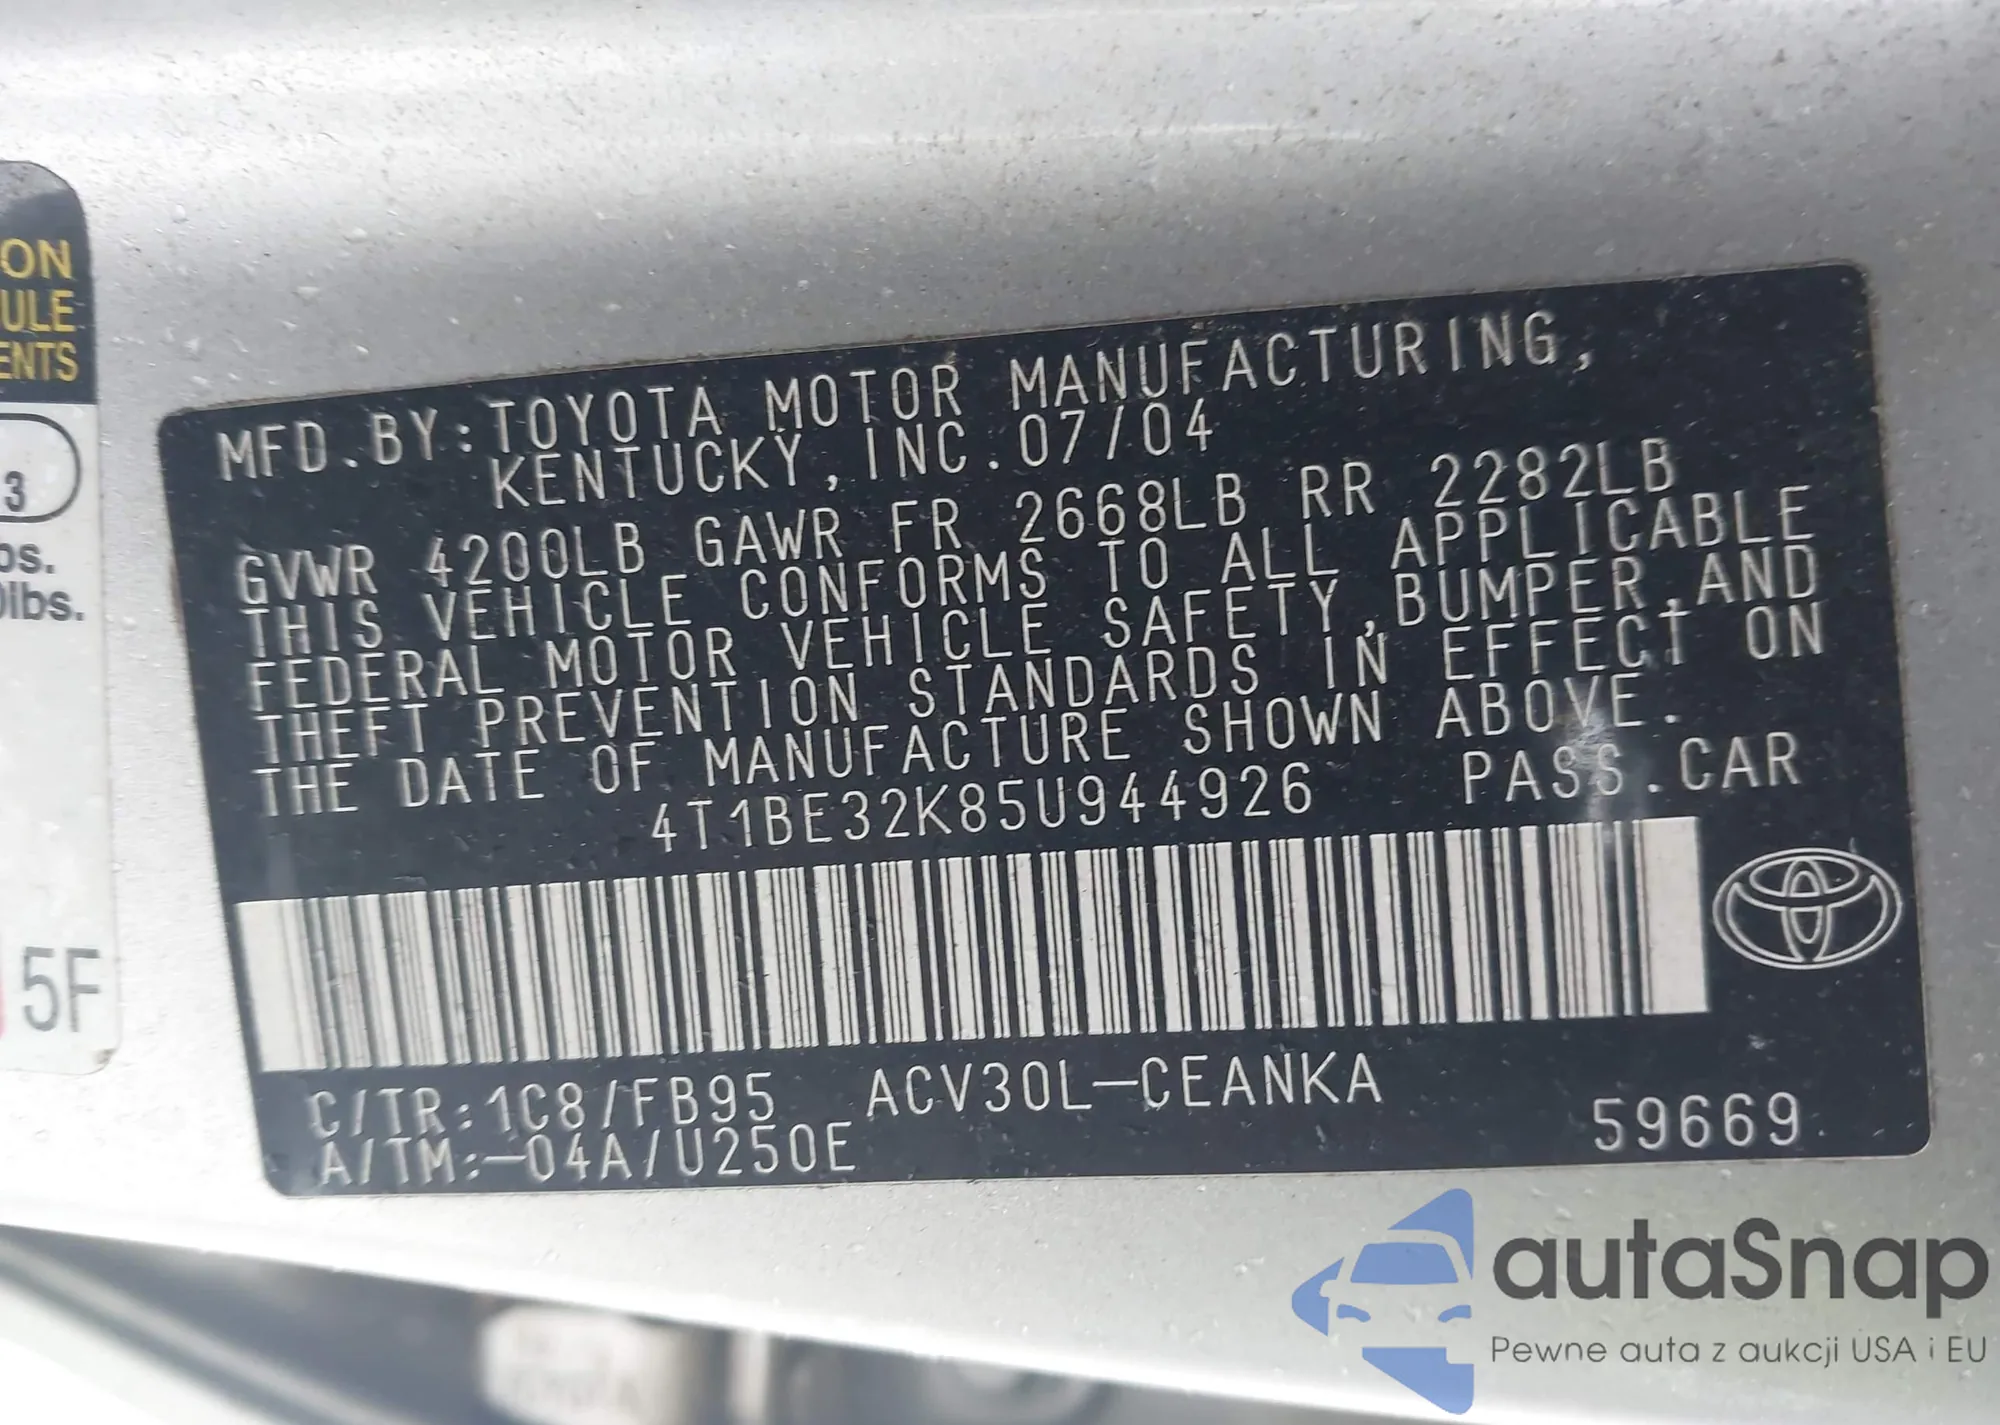 ON
ULE
ENTS
3
lbs.
5F
MFD.BY:TOYOTA MOTOR MANUFACTURING,
KENTUCKY,INC.07/04
GVWR 4200LB GAWR FR 2668LB RR 2282LB
THIS VEHICLE CONFORMS TO ALL APPLICABLE
FEDERAL MOTOR VEHICLE SAFETY,BUMPER,AND
THEFT PREVENTION STANDARDS IN EFFECT ON
THE DATE OF MANUFACTURE SHOWN ABOVE.
4T1BE32K85U944926 PASS.CAR
C/TR:1C8/FB95 ACV30L-CEANKA
A/TM:-04A/U250E 59669
autaSnap
Pewne auta z aukcji USA i EU